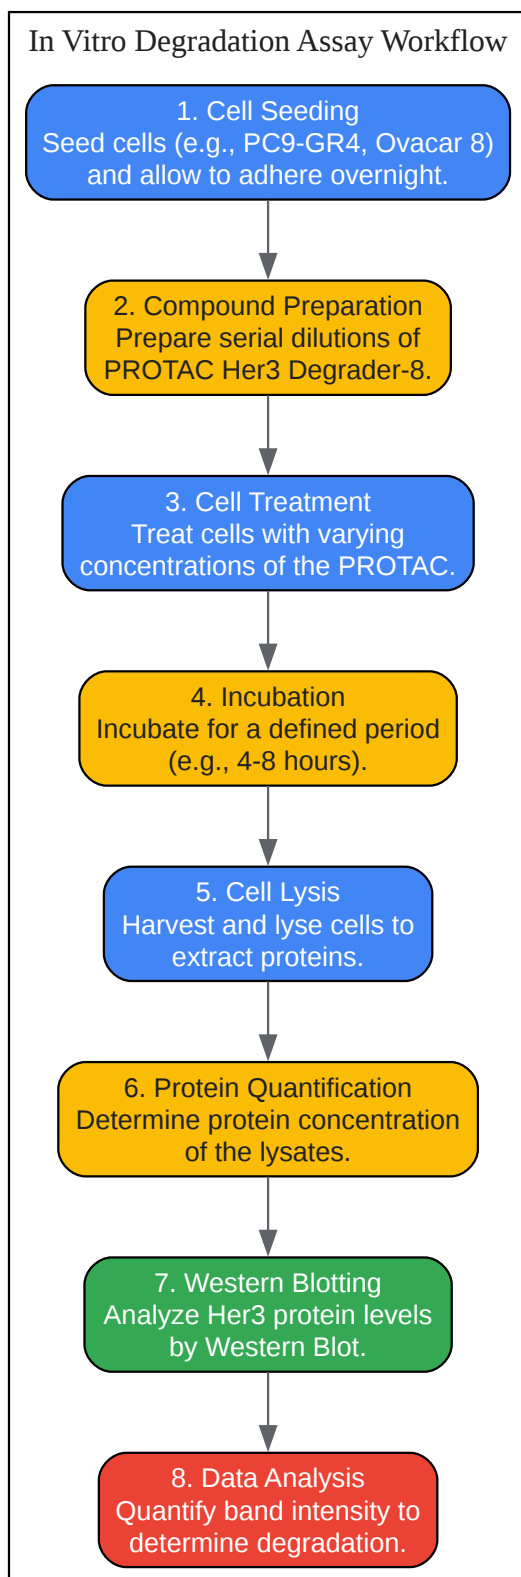 In Vitro Degradation Assay Workflow
1. Cell Seeding
Seed cells (e.g., PC9-GR4, Ovacar 8)
and allow to adhere overnight.
2. Compound Preparation
Prepare serial dilutions of
PROTAC Her3 Degrader-8.
3. Cell Treatment
Treat cells with varying
concentrations of the PROTAC.
4. Incubation
Incubate for a defined period
(e.g., 4-8 hours).
5. Cell Lysis
Harvest and lyse cells to
extract proteins.
6. Protein Quantification
Determine protein concentration
of the lysates.
7. Western Blotting
Analyze Her3 protein levels
by Western Blot.
8. Data Analysis
Quantify band intensity to
determine degradation.